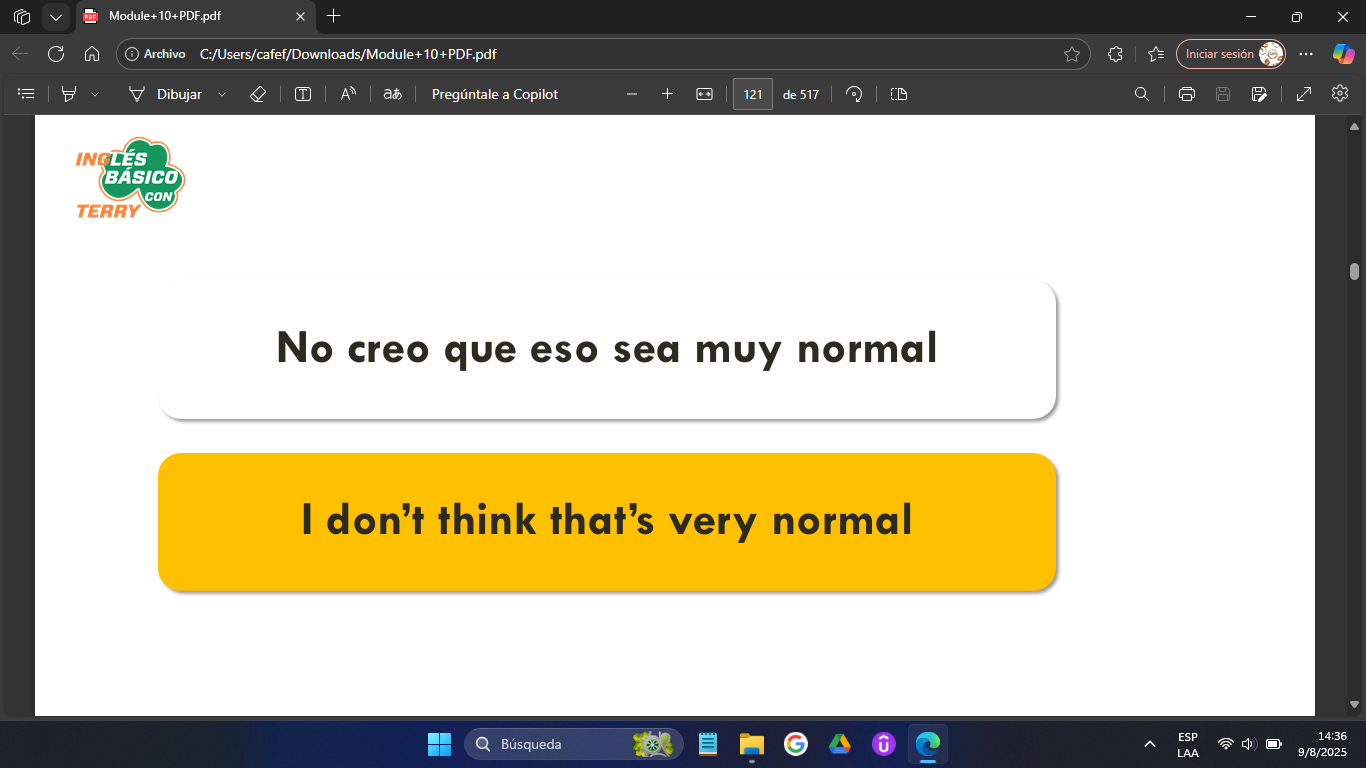 Module+10+PDF.pdf
Archivo C:/Users/cafef/Downloads/Module+10+PDF.pdf Iniciar sesión
Dibujar Pregúntale a Copilot 121 de 517
INGLÉS
BÁSICO
CON
TERRY
No creo que eso sea muy normal
I don’t think that’s very normal
Búsqueda
ESP
LAA
14:36
9/8/2025